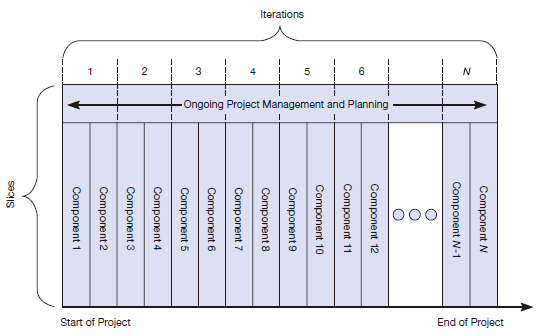 Iterations
1 2 3 4 5 6 N
Ongoing Project Management and Planning
Slices
Component 1
Component 2
Component 3
Component 4
Component 5
Component 6
Component 7
Component 8
Component 9
Component 10
Component 11
Component 12
Component N-1
Component N
Start of Project
End of Project